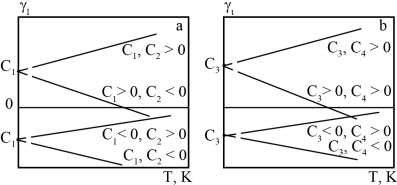 γ₁ a
C₁, C₂ > 0
C₁
C₁ > 0, C₂ < 0
0
C₁ < 0, C₂ > 0
C₁
C₁, C₂ < 0
T, K
γₜ b
C₃, C₄ > 0
C₃
C₃ > 0, C₄ > 0
C₃ < 0, C₄ > 0
C₃
C₃, C₄ < 0
T, K